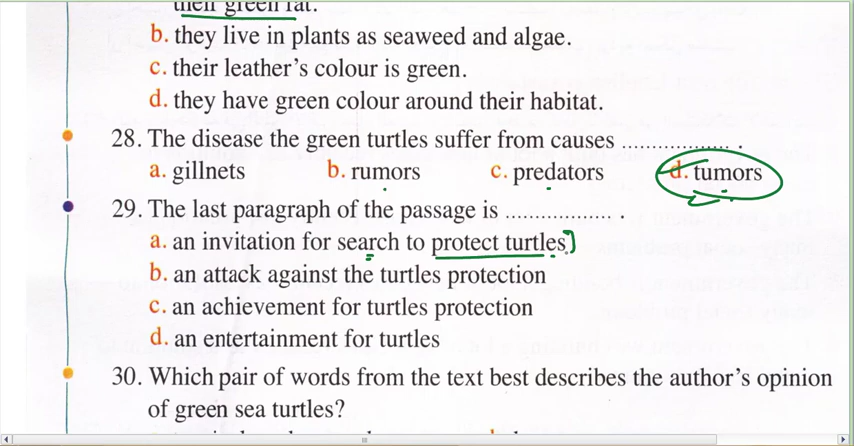 their green fat.
b. they live in plants as seaweed and algae.
c. their leather's colour is green.
d. they have green colour around their habitat.
28. The disease the green turtles suffer from causes ................. .
a. gillnets b. rumors c. predators d. tumors
29. The last paragraph of the passage is ................... .
a. an invitation for search to protect turtles.
b. an attack against the turtles protection
c. an achievement for turtles protection
d. an entertainment for turtles
30. Which pair of words from the text best describes the author's opinion
of green sea turtles?